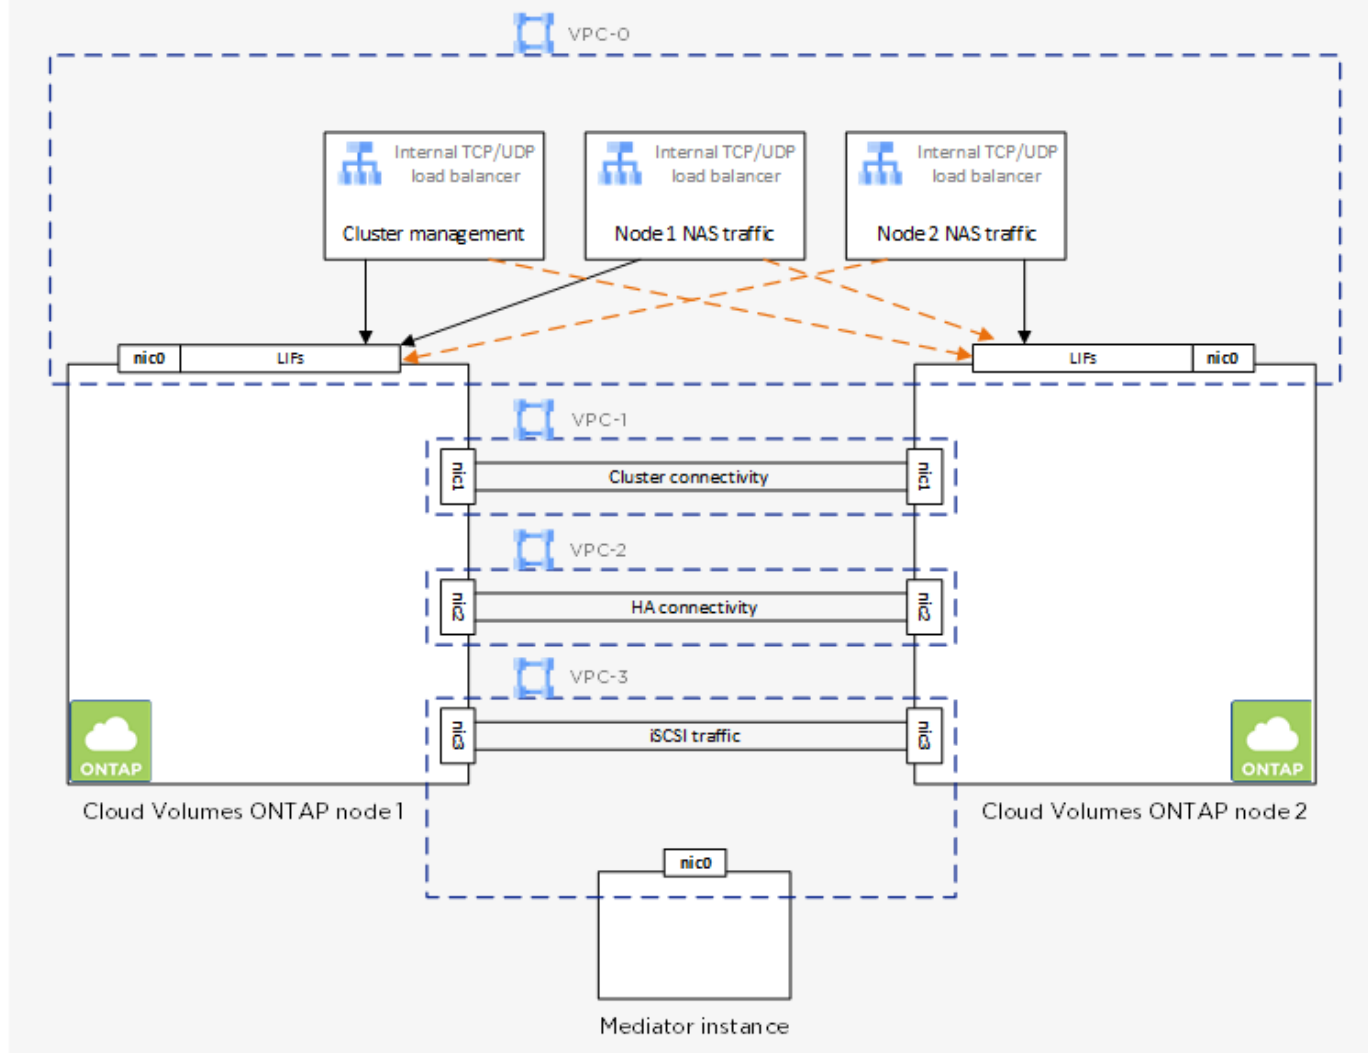 VPC-0
Internal TCP/UDP
load balancer
Cluster management
Internal TCP/UDP
load balancer
Node 1 NAS traffic
Internal TCP/UDP
load balancer
Node 2 NAS traffic
nic0
LIFs
LIFs
nic0
VPC-1
nic1
Cluster connectivity
nic1
VPC-2
nic2
HA connectivity
nic2
VPC-3
nic3
iSCSI traffic
nic3
ONTAP
ONTAP
Cloud Volumes ONTAP node 1
Cloud Volumes ONTAP node 2
nic0
Mediator instance